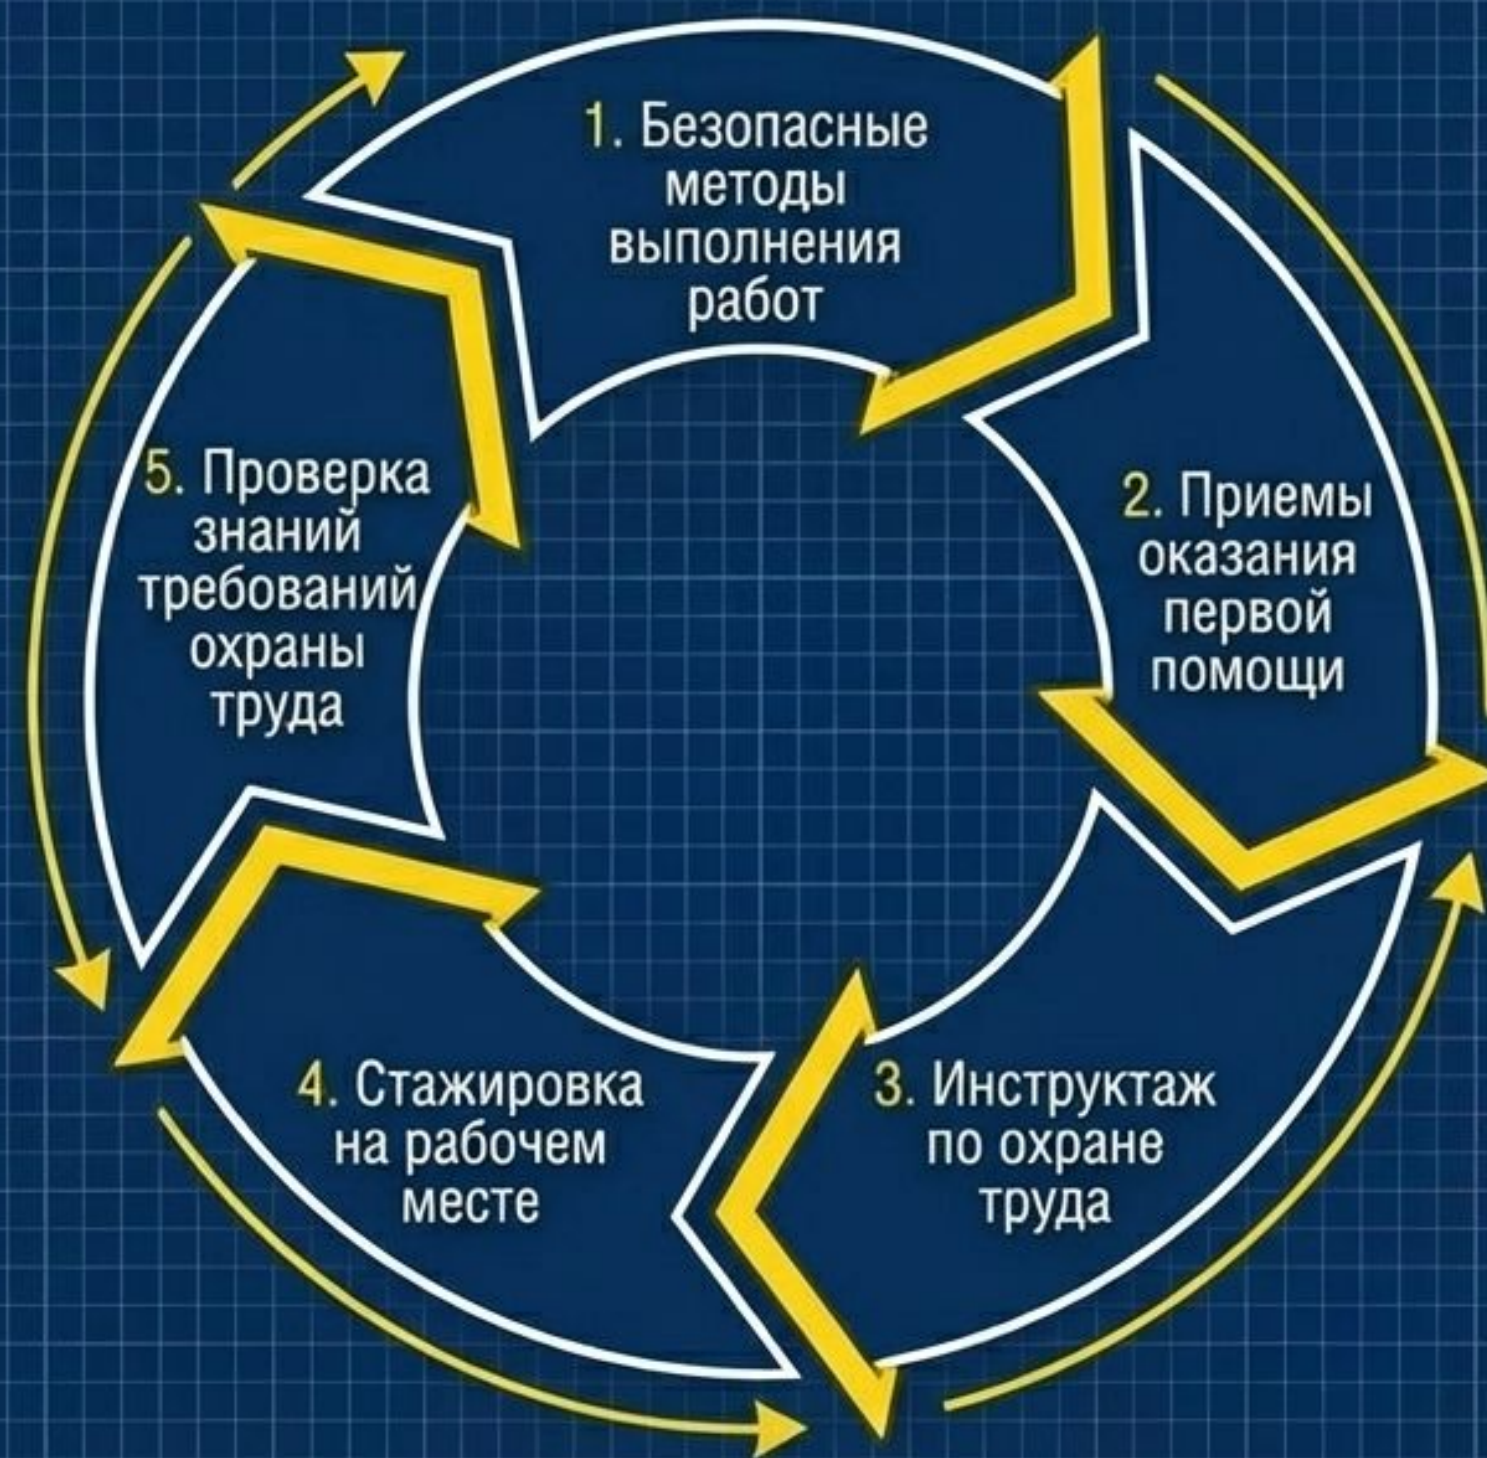 1. Безопасные
методы
выполнения
работ
2. Приемы
оказания
первой
помощи
3. Инструктаж
по охране
труда
4. Стажировка
на рабочем
месте
5. Проверка
знаний
требований
охраны
труда